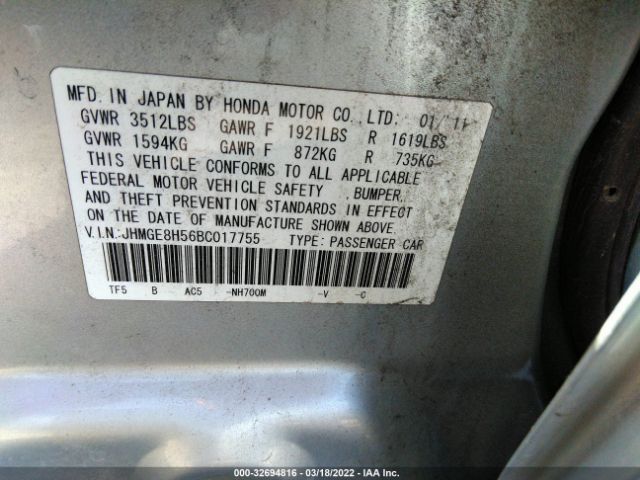 MFD. IN JAPAN BY HONDA MOTOR CO., LTD. 01/11
GVWR 3512LBS GAWR F 1921LBS R 1619LBS
GVWR 1594KG GAWR F 872KG R 735KG
THIS VEHICLE CONFORMS TO ALL APPLICABLE
FEDERAL MOTOR VEHICLE SAFETY ,BUMPER,
AND THEFT PREVENTION STANDARDS IN EFFECT
ON THE DATE OF MANUFACTURE SHOWN ABOVE.
V.I.N.:JHMGE8H56BC017755 TYPE: PASSENGER CAR
TF5 B AC5 -NH700M -V -C
000-32694816 - 03/18/2022 - IAA Inc.